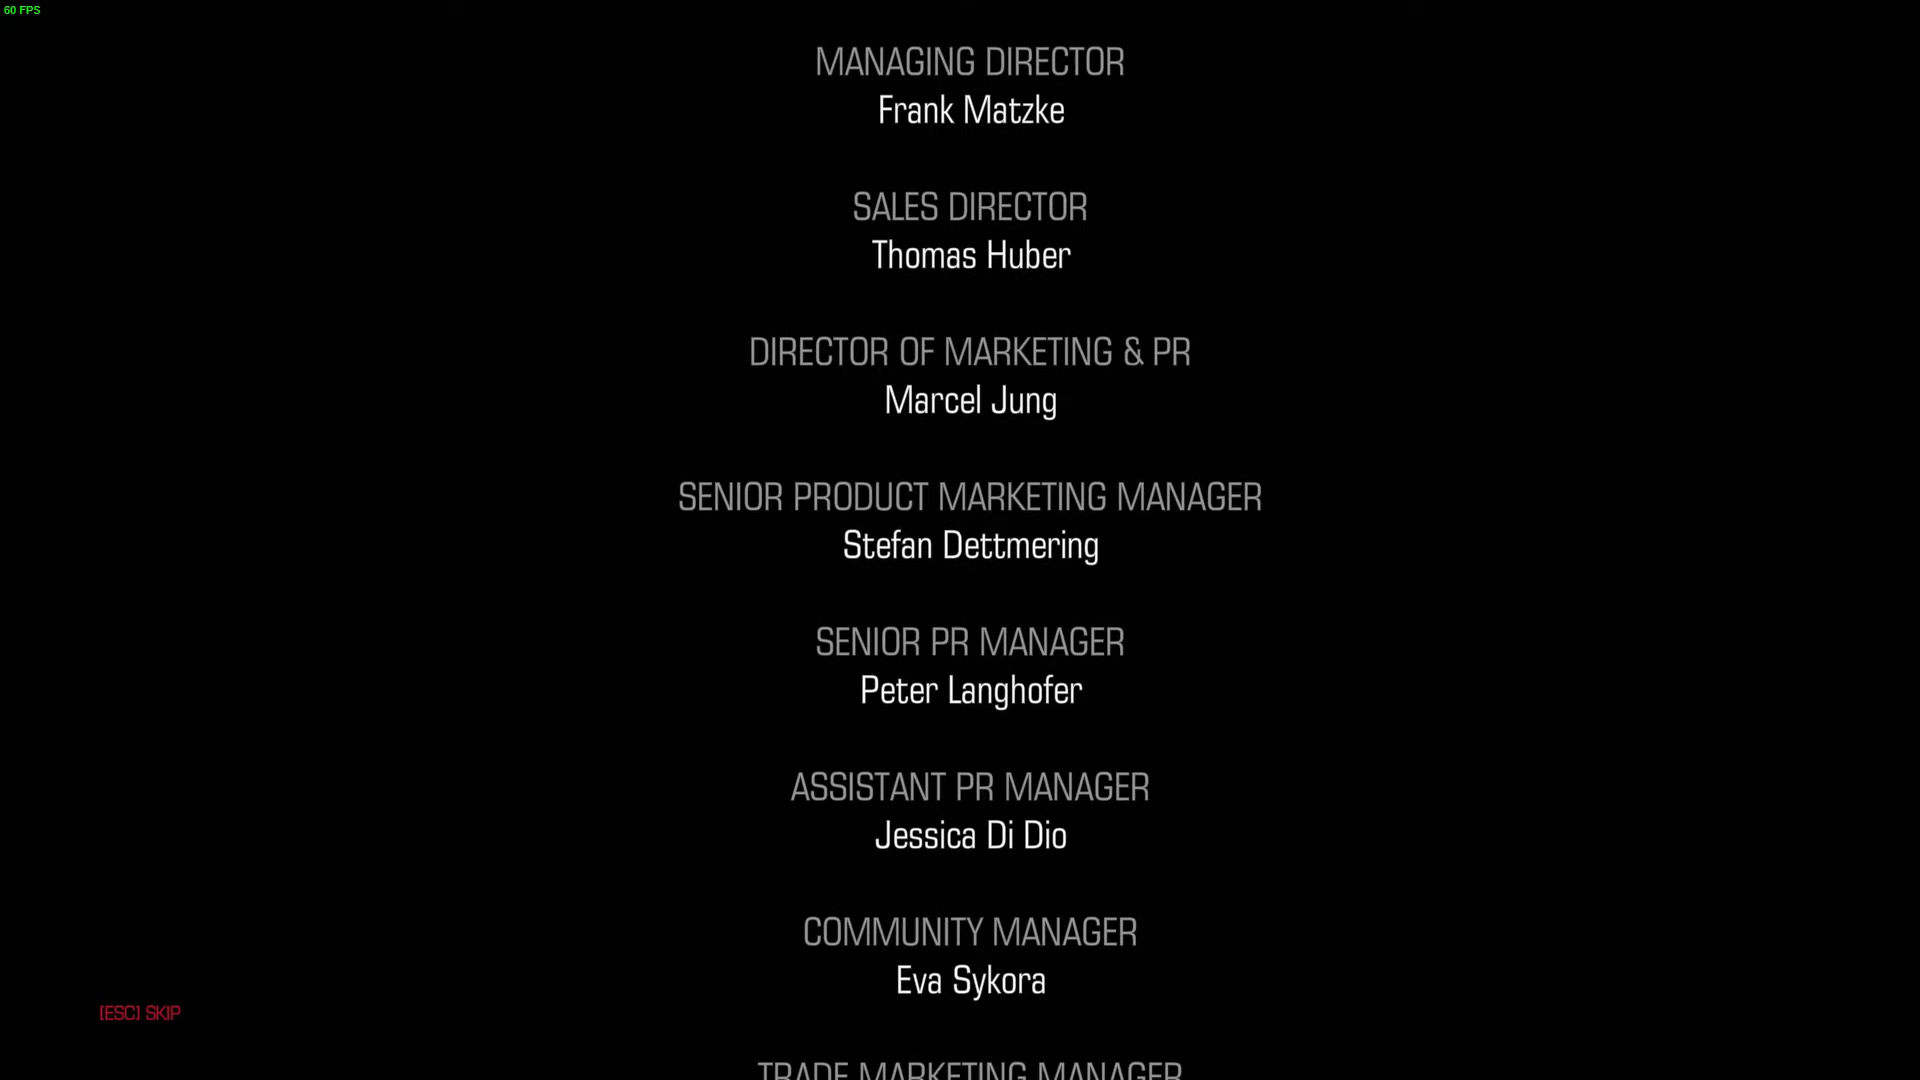 60 FPS
MANAGING DIRECTOR
Frank Matzke
SALES DIRECTOR
Thomas Huber
DIRECTOR OF MARKETING & PR
Marcel Jung
SENIOR PRODUCT MARKETING MANAGER
Stefan Dettmering
SENIOR PR MANAGER
Peter Langhofer
ASSISTANT PR MANAGER
Jessica Di Dio
COMMUNITY MANAGER
Eva Sykora
[ESC] SKIP
TRADE MARKETING MANAGER